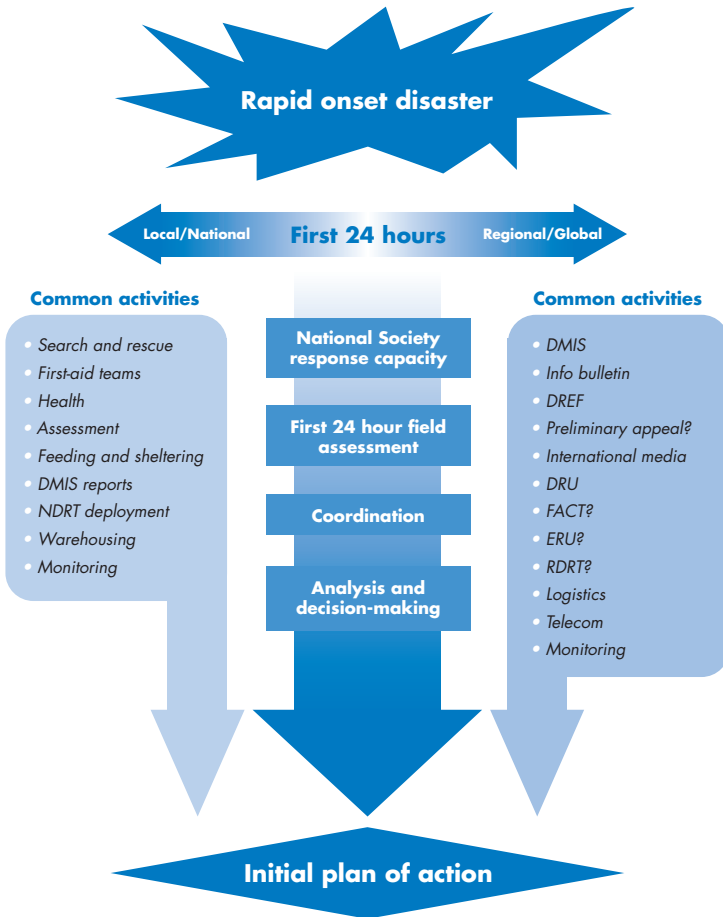 Rapid onset disaster
Local/National
First 24 hours
Regional/Global
Common activities
• Search and rescue
• First-aid teams
• Health
• Assessment
• Feeding and sheltering
• DMIS reports
• NDRT deployment
• Warehousing
• Monitoring
National Society
response capacity
First 24 hour field
assessment
Coordination
Analysis and
decision-making
Common activities
• DMIS
• Info bulletin
• DREF
• Preliminary appeal?
• International media
• DRU
• FACT?
• ERU?
• RDRT?
• Logistics
• Telecom
• Monitoring
Initial plan of action